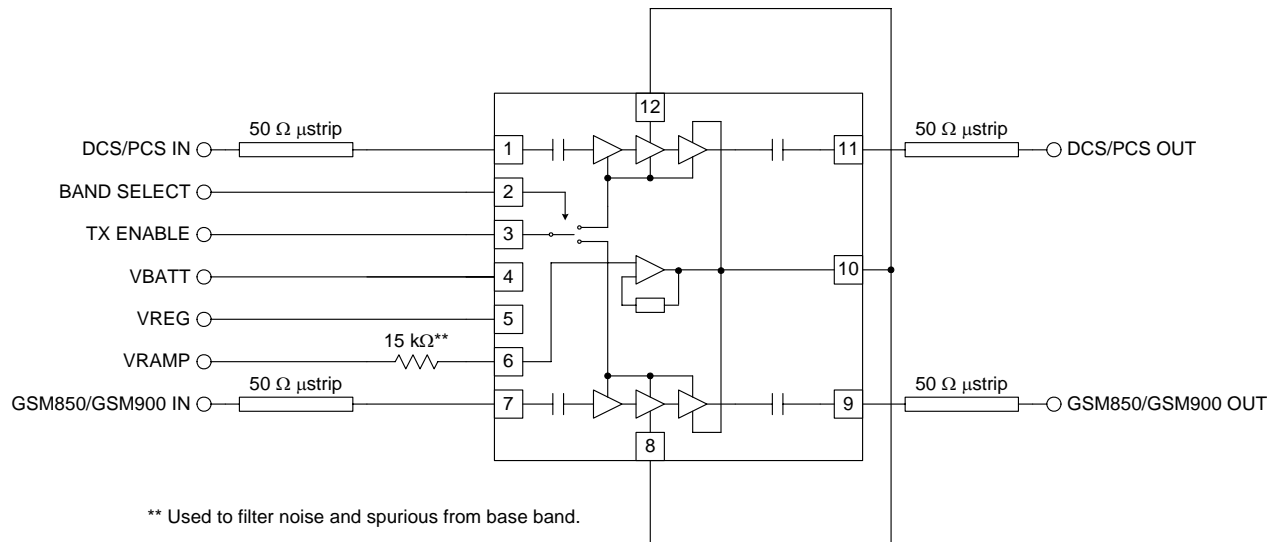 12
50 Ω μstrip
50 Ω μstrip
DCS/PCS IN
1
11
DCS/PCS OUT
BAND SELECT
2
TX ENABLE
3
VBATT
4
10
VREG
5
15 kΩ**
VRAMP
6
50 Ω μstrip
50 Ω μstrip
GSM850/GSM900 IN
7
9
GSM850/GSM900 OUT
8
** Used to filter noise and spurious from base band.